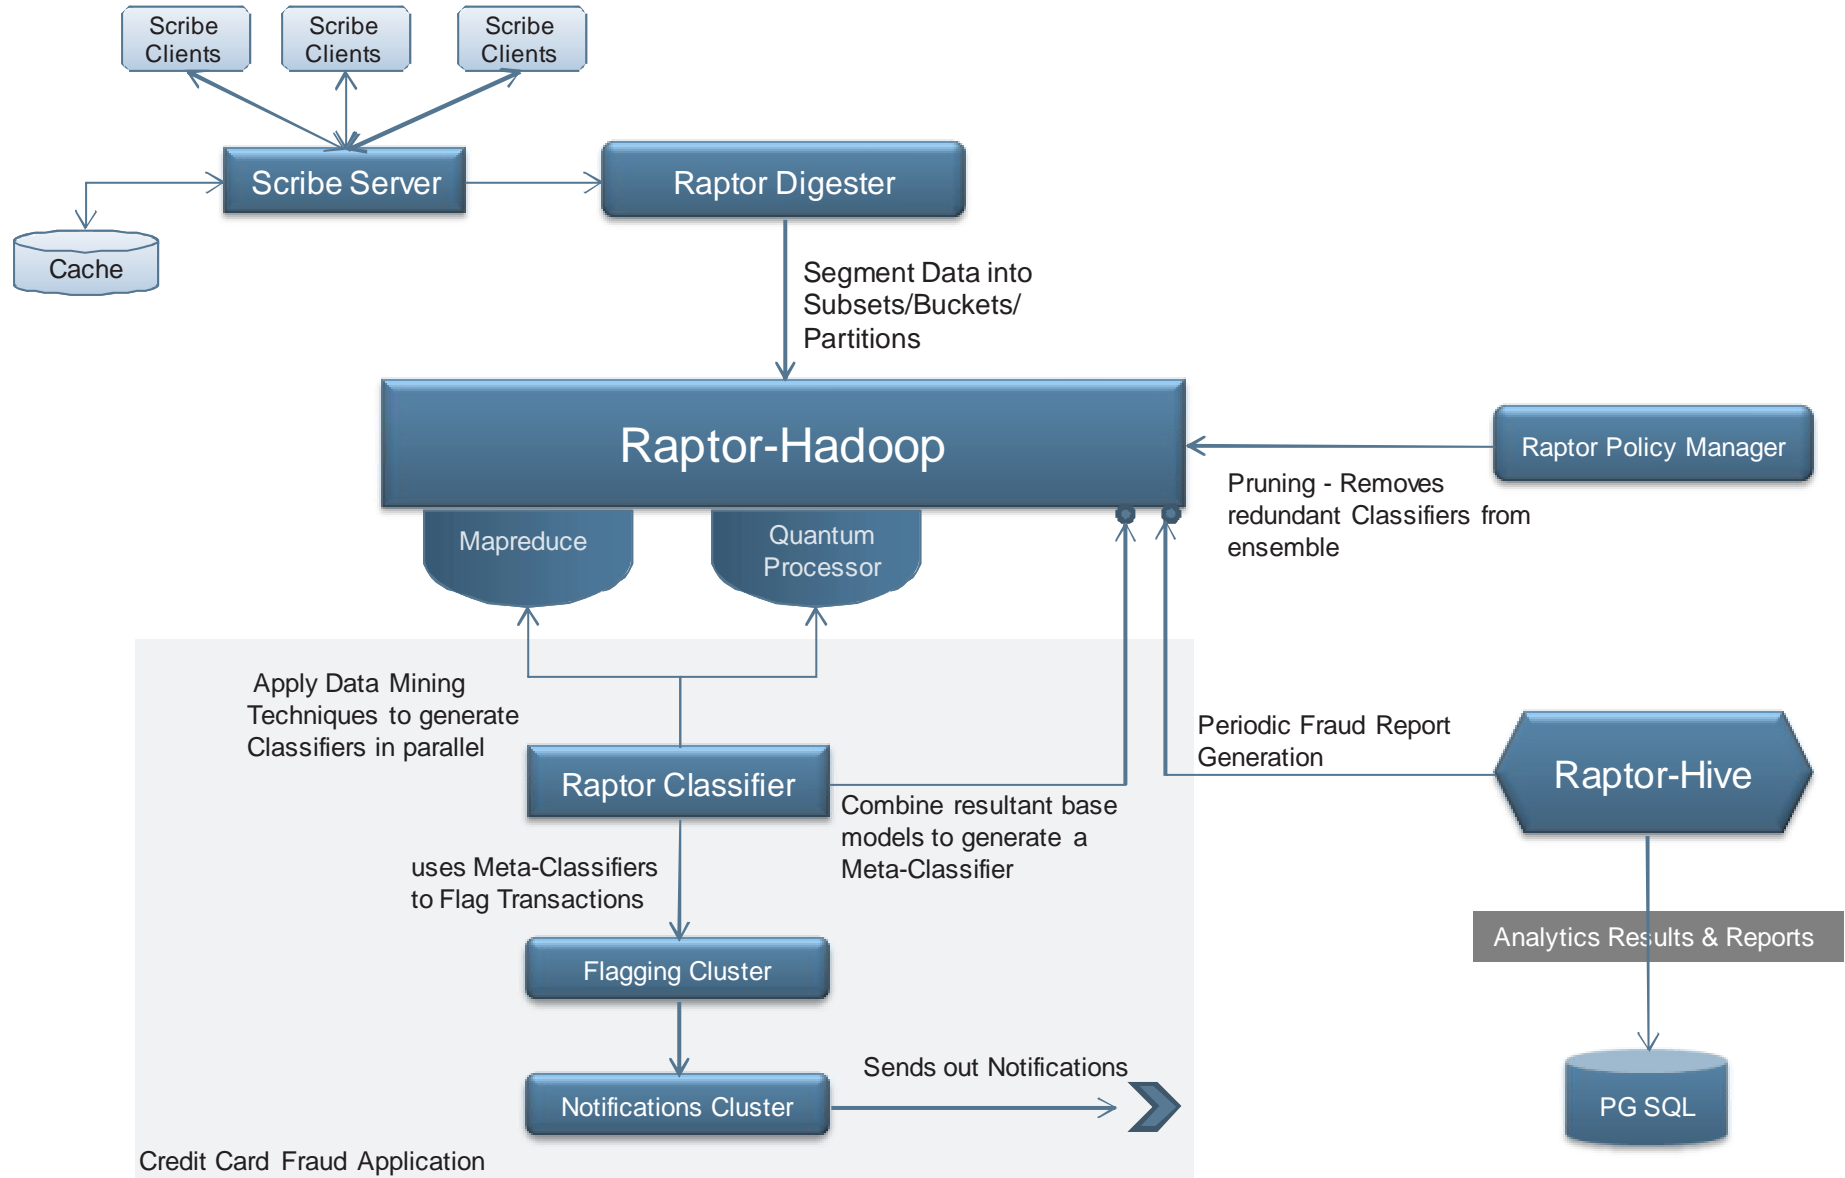 Scribe
Clients
Scribe
Clients
Scribe
Clients
Scribe Server
Raptor Digester
Cache
Segment Data into
Subsets/Buckets/
Partitions
Raptor-Hadoop
Raptor Policy Manager
Pruning - Removes
redundant Classifiers from
ensemble
Mapreduce
Quantum
Processor
Apply Data Mining
Techniques to generate
Classifiers in parallel
Periodic Fraud Report
Generation
Raptor-Hive
Raptor Classifier
Combine resultant base
models to generate a
Meta-Classifier
uses Meta-Classifiers
to Flag Transactions
Analytics Results & Reports
Flagging Cluster
Sends out Notifications
Notifications Cluster
PG SQL
Credit Card Fraud Application